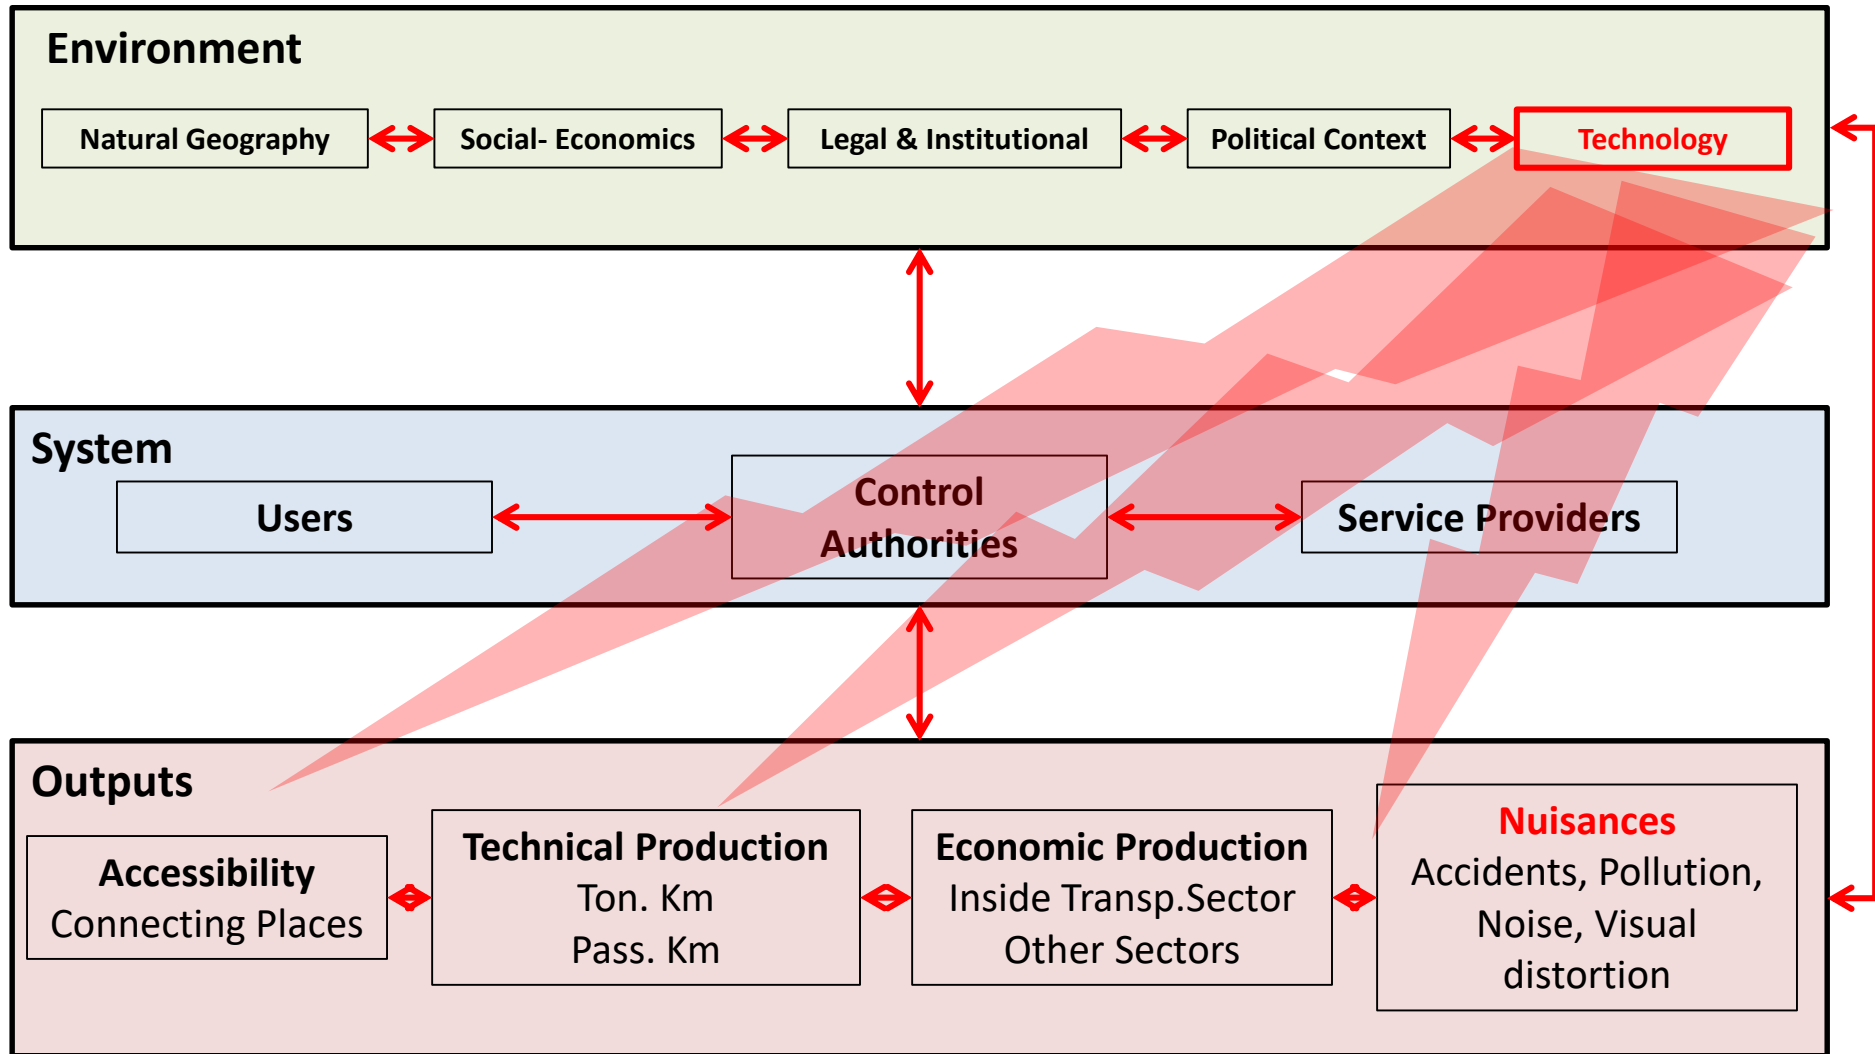 Environment
Natural Geography
Social- Economics
Legal & Institutional
Political Context
Technology
System
Users
Control
Authorities
Service Providers
Outputs
Accessibility
Connecting Places
Technical Production
Ton. Km
Pass. Km
Economic Production
Inside Transp.Sector
Other Sectors
Nuisances
Accidents, Pollution,
Noise, Visual
distortion